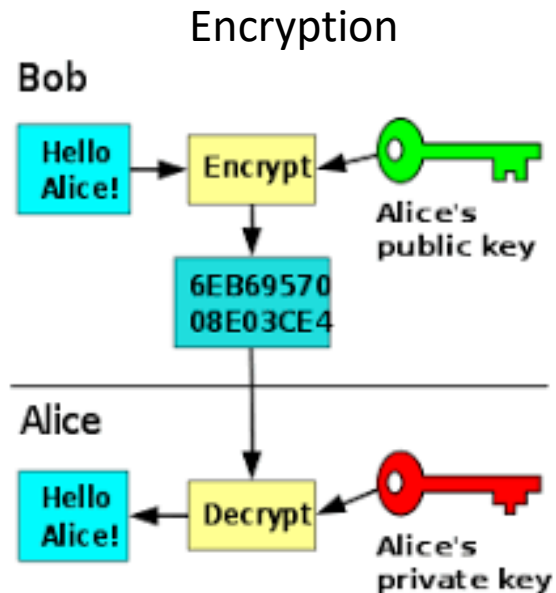 Encryption
Bob
Hello
Alice!
Encrypt
Alice's
public key
6EB69570
08E03CE4
Alice
Hello
Alice!
Decrypt
Alice's
private key